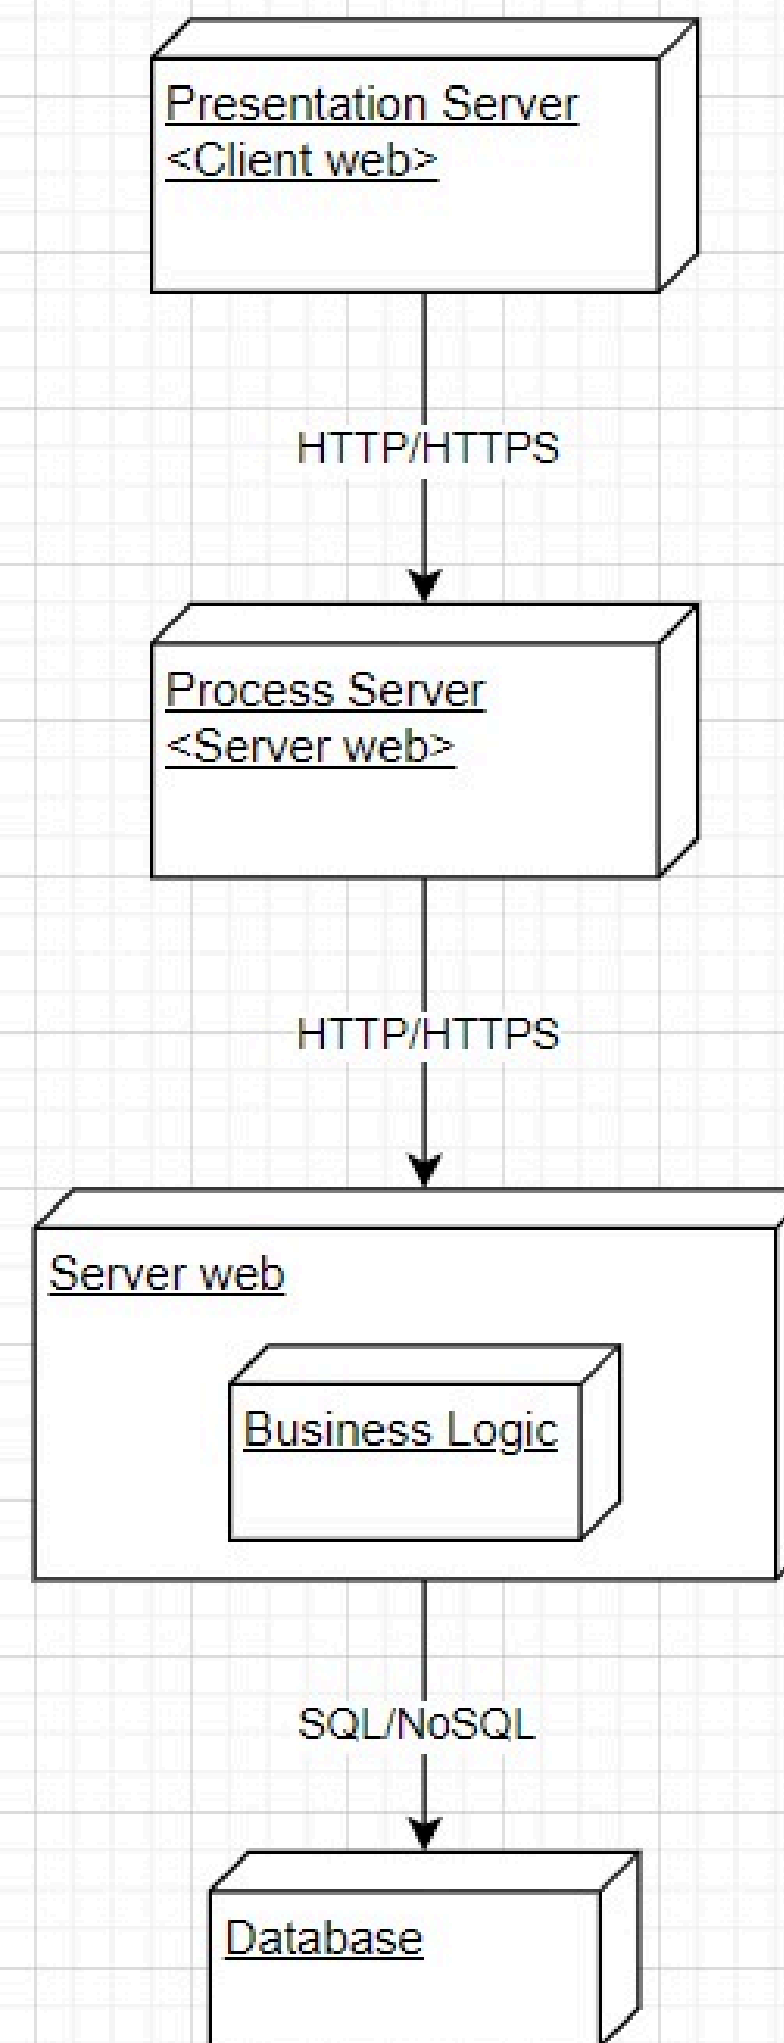 Presentation Server
<Client web>
HTTP/HTTPS
Process Server
<Server web>
HTTP/HTTPS
Server web
Business Logic
SQL/NoSQL
Database